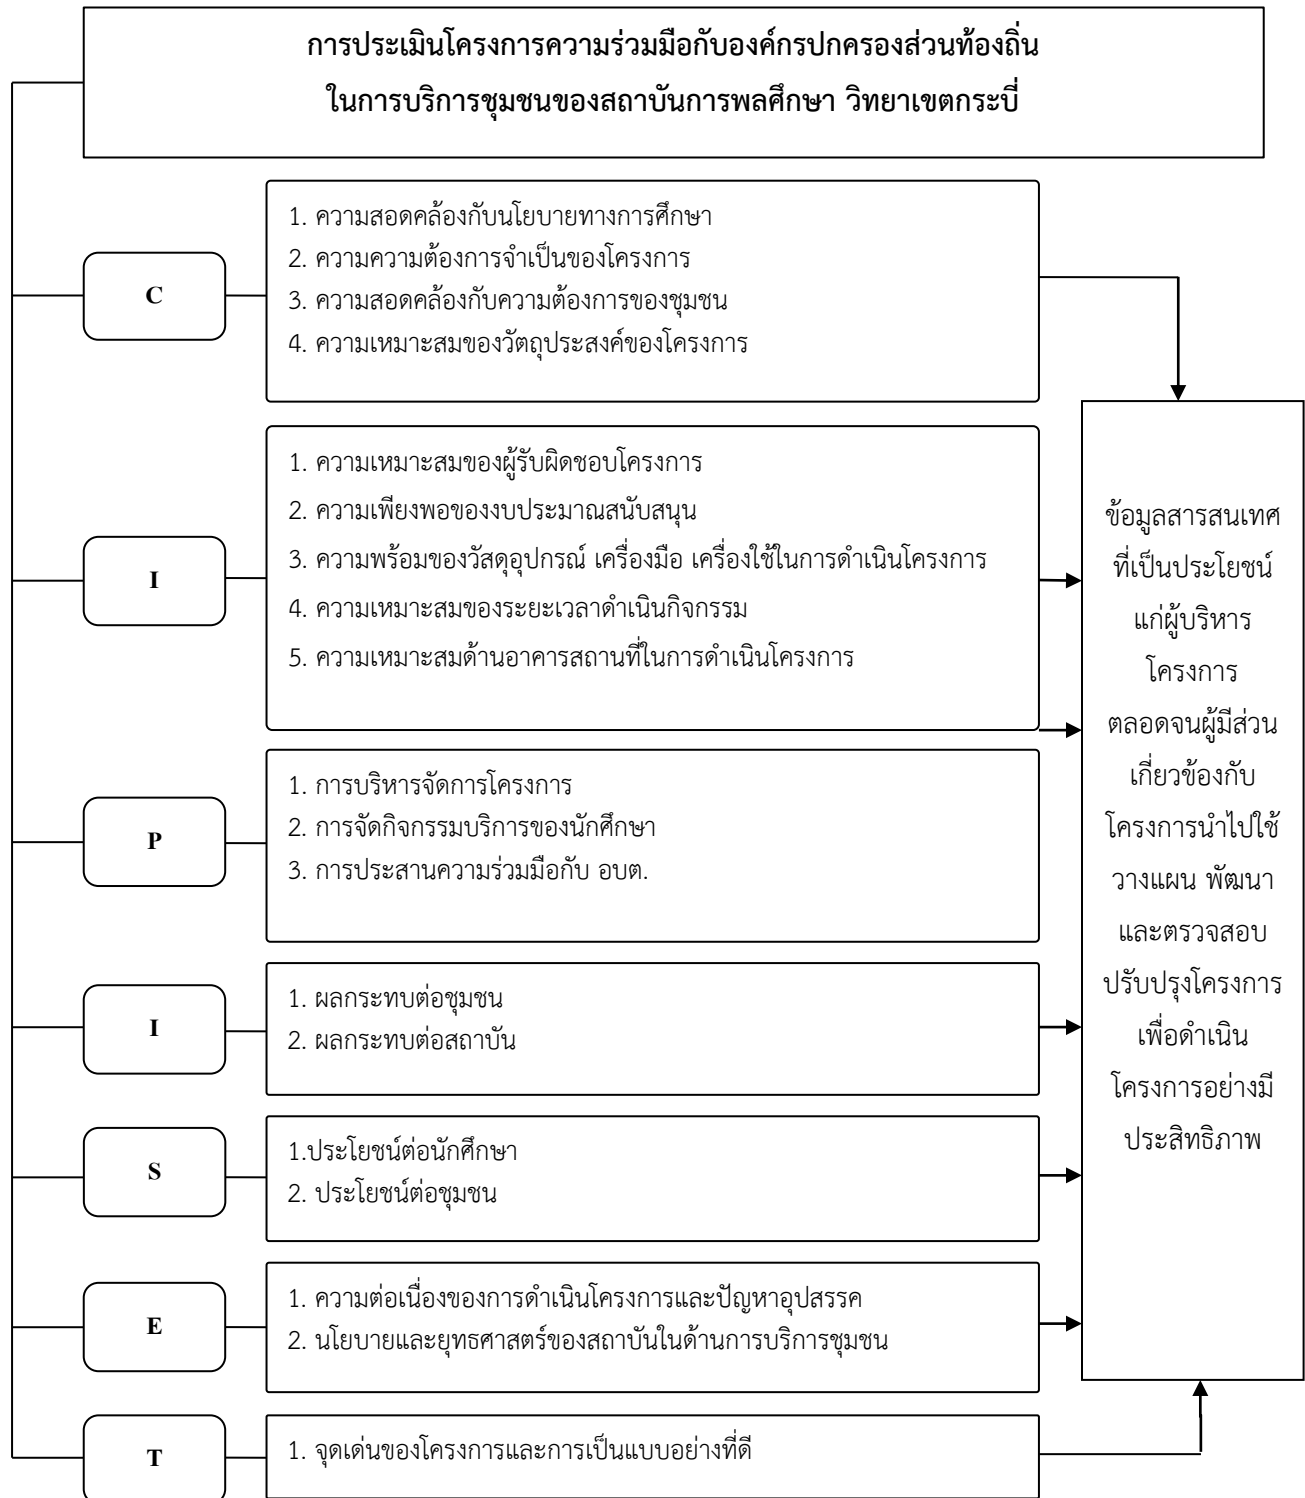 การประเมินโครงการความร่วมมือกับองค์กรปกครองส่วนท้องถิ่น
ในการบริการชุมชนของสถาบันการพลศึกษา วิทยาเขตกระบี่
C
1. ความสอดคล้องกับนโยบายทางการศึกษา
2. ความความต้องการจำเป็นของโครงการ
3. ความสอดคล้องกับความต้องการของชุมชน
4. ความเหมาะสมของวัตถุประสงค์ของโครงการ
I
1. ความเหมาะสมของผู้รับผิดชอบโครงการ
2. ความเพียงพอของงบประมาณสนับสนุน
3. ความพร้อมของวัสดุอุปกรณ์ เครื่องมือ เครื่องใช้ในการดำเนินโครงการ
4. ความเหมาะสมของระยะเวลาดำเนินกิจกรรม
5. ความเหมาะสมด้านอาคารสถานที่ในการดำเนินโครงการ
P
1. การบริหารจัดการโครงการ
2. การจัดกิจกรรมบริการของนักศึกษา
3. การประสานความร่วมมือกับ อบต.
I
1. ผลกระทบต่อชุมชน
2. ผลกระทบต่อสถาบัน
S
1.ประโยชน์ต่อนักศึกษา
2. ประโยชน์ต่อชุมชน
E
1. ความต่อเนื่องของการดำเนินโครงการและปัญหาอุปสรรค
2. นโยบายและยุทธศาสตร์ของสถาบันในด้านการบริการชุมชน
T
1. จุดเด่นของโครงการและการเป็นแบบอย่างที่ดี
ข้อมูลสารสนเทศ
ที่เป็นประโยชน์
แก่ผู้บริหาร
โครงการ
ตลอดจนผู้มีส่วน
เกี่ยวข้องกับ
โครงการนำไปใช้
วางแผน พัฒนา
และตรวจสอบ
ปรับปรุงโครงการ
เพื่อดำเนิน
โครงการอย่างมี
ประสิทธิภาพ